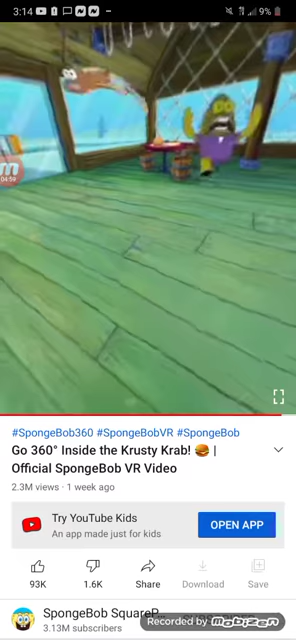 3:14
9%
m
04:59
#SpongeBob360 #SpongeBobVR #SpongeBob
Go 360° Inside the Krusty Krab! 🍔 |
Official SpongeBob VR Video
2.3M views · 1 week ago
Try YouTube Kids
An app made just for kids
OPEN APP
93K
1.6K
Share
Download
Save
SpongeBob SquareP
3.13M subscribers
Recorded by mobizen